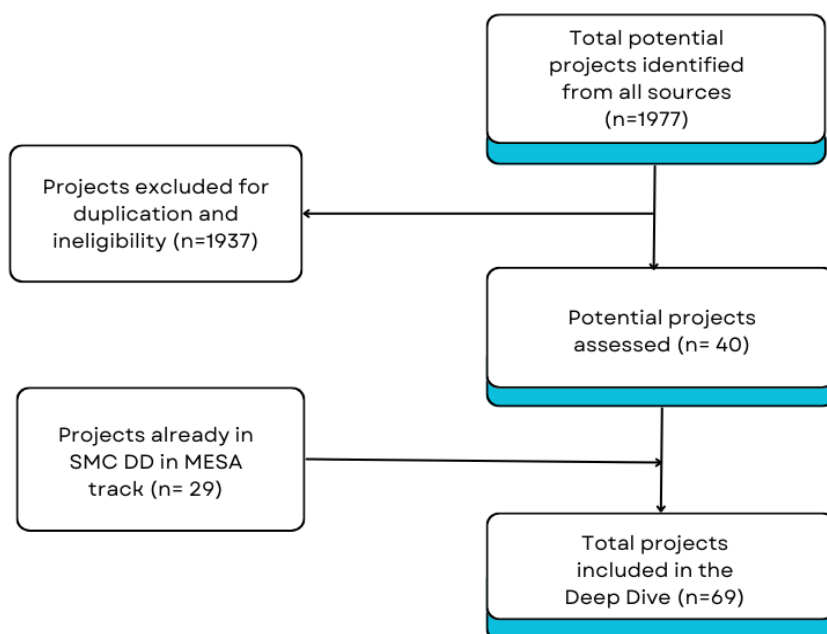 Total potential
projects identified
from all sources
(n=1977)
Projects excluded for
duplication and
ineligibility (n=1937)
Potential projects
assessed (n= 40)
Projects already in
SMC DD in MESA
track (n= 29)
Total projects
included in the
Deep Dive (n=69)